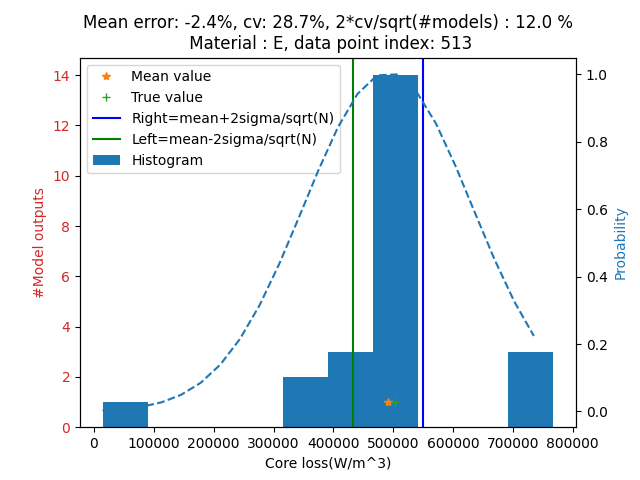 Mean error: -2.4%, cv: 28.7%, 2*cv/sqrt(#models) : 12.0 %
Material : E, data point index: 513
Mean value
True value
Right=mean+2sigma/sqrt(N)
Left=mean-2sigma/sqrt(N)
Histogram
#Model outputs
14
12
10
8
6
4
2
0
1.0
0.8
0.6
0.4
0.2
0.0
Probability
0 100000 200000 300000 400000 500000 600000 700000 800000
Core loss(W/m^3)